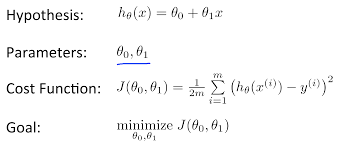 Hypothesis: hθ(x) = θ0 + θ1x
Parameters: θ0, θ1
Cost Function: J(θ0, θ1) = 1/2m ∑_{i=1}^{m} (hθ(x^(i)) − y^(i))^2
Goal: minimize_{θ0,θ1} J(θ0, θ1)